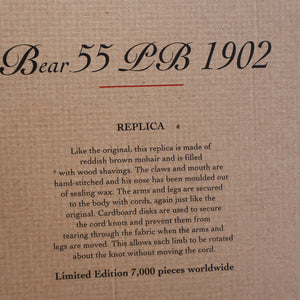 Bear 55 PB 1902
REPLICA
Like the original, this replica is made of
reddish brown mohair and is filled
with wood shavings. The claws and mouth are
hand-stitched and his nose has been moulded out
of sealing wax. The arms and legs are secured
to the body with cords, again just like the
original. Cardboard disks are used to secure
the cord knots and prevent them from
tearing through the fabric when the arms and
legs are moved. This allows each limb to be rotated
about the knot without moving the cord.
Limited Edition 7,000 pieces worldwide